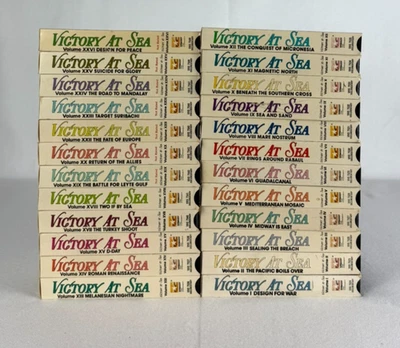 VICTORY AT SEA
Volume XXVI DESIGN FOR PEACE
VICTORY AT SEA
Volume XXV SUICIDE FOR GLORY
VICTORY AT SEA
Volume XXIV THE ROAD TO MANDALAY
VICTORY AT SEA
Volume XXIII TARGET SURIBACHI
VICTORY AT SEA
Volume XXII THE FATE OF EUROPE
VICTORY AT SEA
Volume XX RETURN OF THE ALLIES
VICTORY AT SEA
Volume XIX THE BATTLE FOR LEYTE GULF
VICTORY AT SEA
Volume XVIII TWO IF BY SEA
VICTORY AT SEA
Volume XVII THE TURKEY SHOOT
VICTORY AT SEA
Volume XV D-DAY
VICTORY AT SEA
Volume XIV ROMAN RENAISSANCE
VICTORY AT SEA
Volume XIII MELANESIAN NIGHTMARE
VICTORY AT SEA
Volume XII THE CONQUEST OF MICRONESIA
VICTORY AT SEA
Volume XI MAGNETIC NORTH
VICTORY AT SEA
Volume X BENEATH THE SOUTHERN CROSS
VICTORY AT SEA
Volume IX SEA AND SAND
VICTORY AT SEA
Volume VIII MARE NOSTRUM
VICTORY AT SEA
Volume VII RINGS AROUND RABAUL
VICTORY AT SEA
Volume VI GUADALCANAL
VICTORY AT SEA
Volume V MEDITERRANEAN MOSAIC
VICTORY AT SEA
Volume IV MIDWAY IS EAST
VICTORY AT SEA
Volume III SEALING THE BREACH
VICTORY AT SEA
Volume II THE PACIFIC BOILS OVER
VICTORY AT SEA
Volume I DESIGN FOR WAR